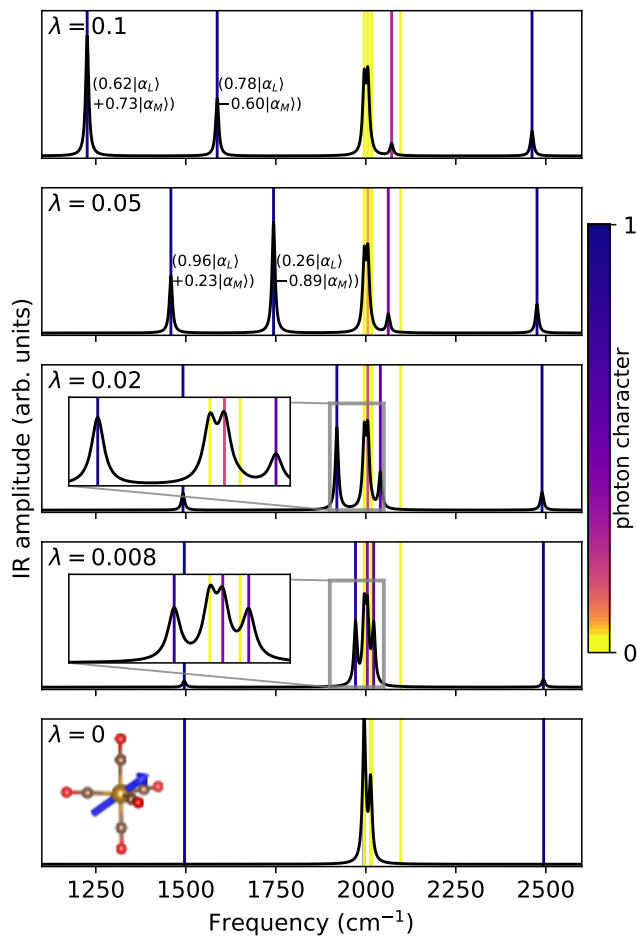 λ = 0.1
(0.62|α_L⟩
+0.73|α_M⟩)
(0.78|α_L⟩
−0.60|α_M⟩)
λ = 0.05
(0.96|α_L⟩
+0.23|α_M⟩)
(0.26|α_L⟩
−0.89|α_M⟩)
λ = 0.02
λ = 0.008
λ = 0
IR amplitude (arb. units)
1
photon character
0
1250 1500 1750 2000 2250 2500
Frequency (cm⁻¹)